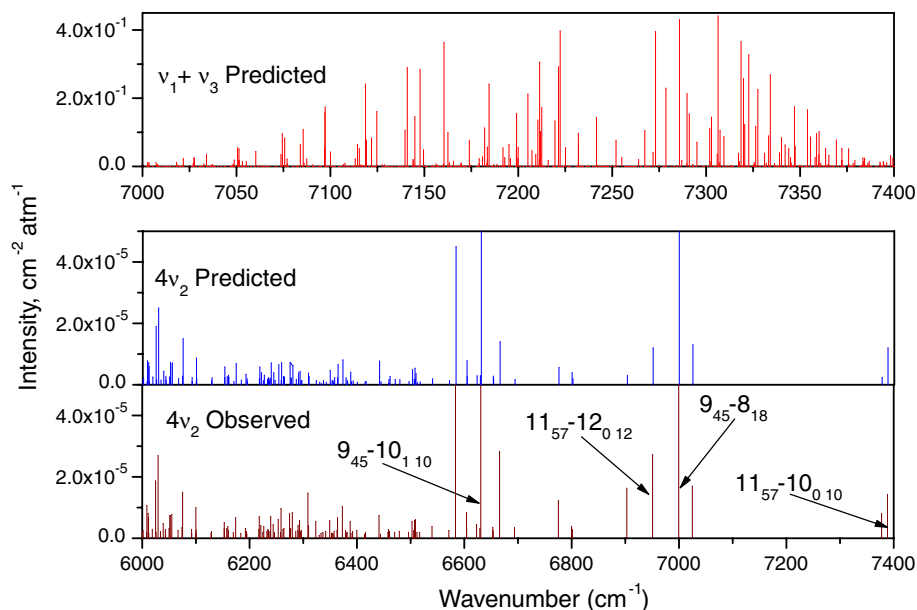 4.0x10⁻¹
ν₁+ ν₃ Predicted
2.0x10⁻¹
0.0
7000 7050 7100 7150 7200 7250 7300 7350 7400
Intensity, cm⁻² atm⁻¹
4.0x10⁻⁵
4ν₂ Predicted
2.0x10⁻⁵
0.0
4.0x10⁻⁵
4ν₂ Observed
9₄₅-10₁ ₁₀
11₅₇-12₀ ₁₂
9₄₅-8₁₈
11₅₇-10₀ ₁₀
2.0x10⁻⁵
0.0
6000 6200 6400 6600 6800 7000 7200 7400
Wavenumber (cm⁻¹)